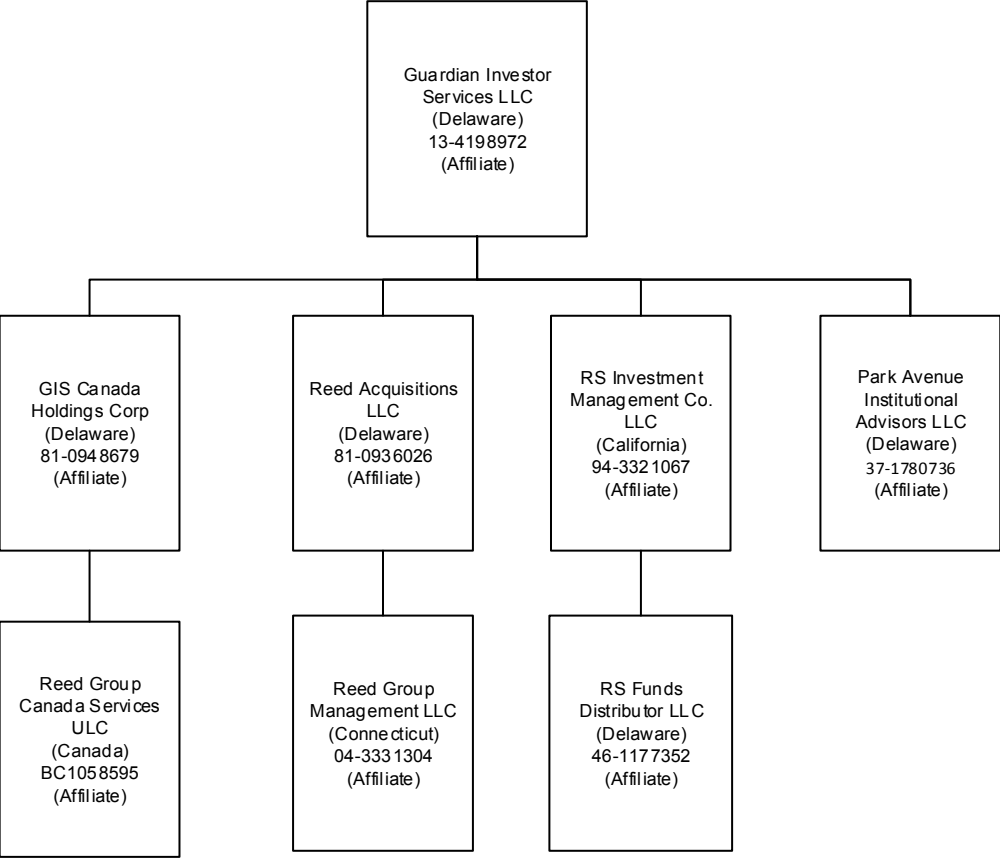 Guardian Investor
Services LLC
(Delaware)
13-4198972
(Affiliate)
GIS Canada
Holdings Corp
(Delaware)
81-0948679
(Affiliate)
Reed Acquisitions
LLC
(Delaware)
81-0936026
(Affiliate)
RS Investment
Management Co.
LLC
(California)
94-3321067
(Affiliate)
Park Avenue
Institutional
Advisors LLC
(Delaware)
37-1780736
(Affiliate)
Reed Group
Canada Services
ULC
(Canada)
BC1058595
(Affiliate)
Reed Group
Management LLC
(Connecticut)
04-3331304
(Affiliate)
RS Funds
Distributor LLC
(Delaware)
46-1177352
(Affiliate)